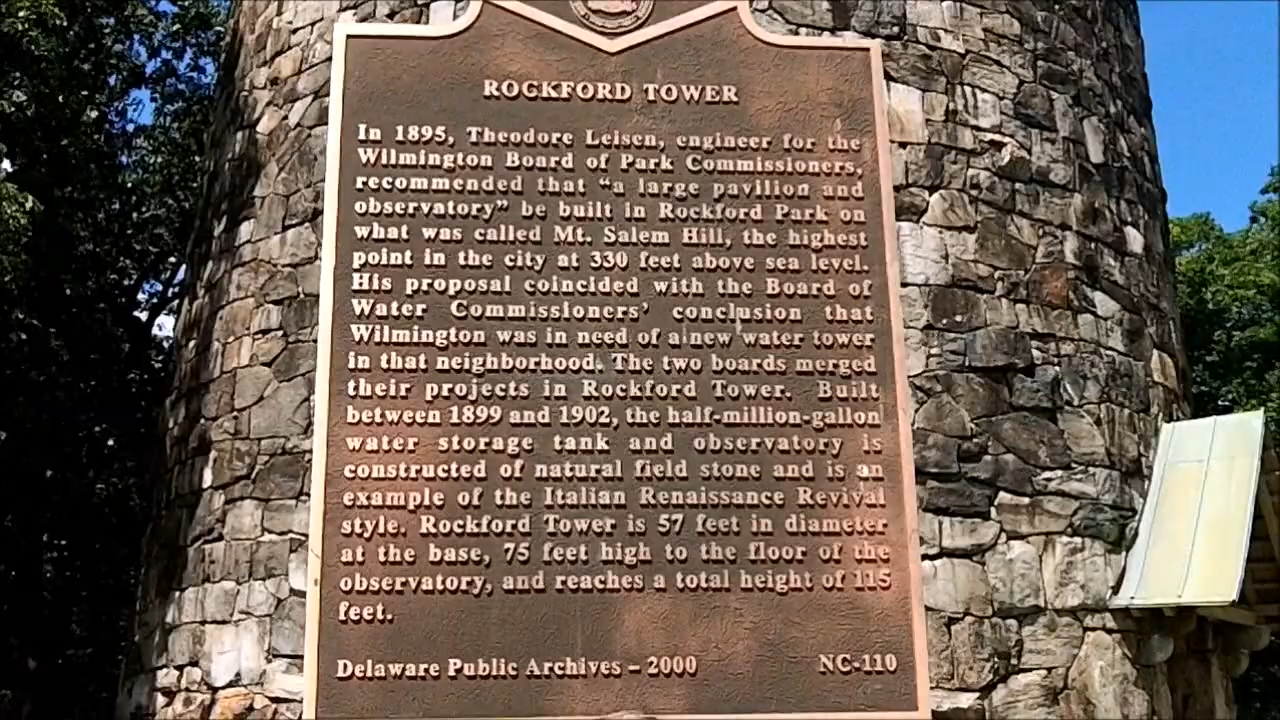 ROCKFORD TOWER
In 1895, Theodore Leisen, engineer for the
Wilmington Board of Park Commissioners,
recommended that "a large pavilion and
observatory" be built in Rockford Park on
what was called Mt. Salem Hill, the highest
point in the city at 330 feet above sea level.
His proposal coincided with the Board of
Water Commissioners' conclusion that
Wilmington was in need of a new water tower
in that neighborhood. The two boards merged
their projects in Rockford Tower. Built
between 1899 and 1902, the half-million-gallon
water storage tank and observatory is
constructed of natural field stone and is an
example of the Italian Renaissance Revival
style. Rockford Tower is 57 feet in diameter
at the base, 75 feet high to the floor of the
observatory, and reaches a total height of 115
feet.
Delaware Public Archives – 2000 NC-110